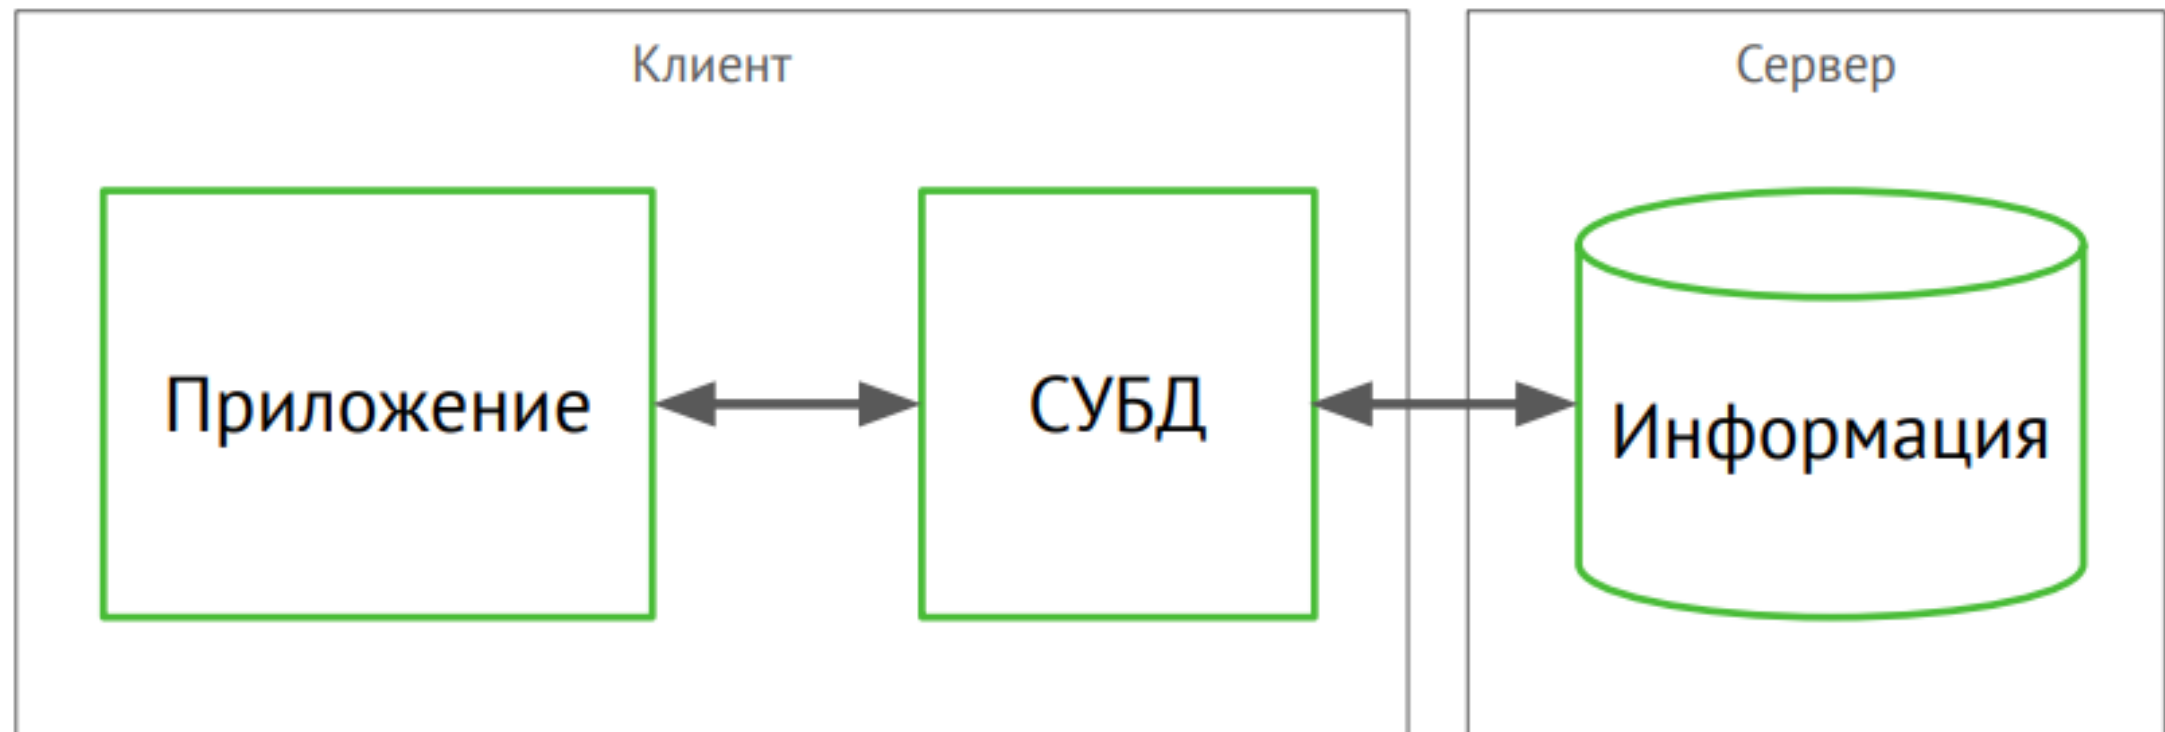 Клиент
Сервер
Приложение
СУБД
Информация